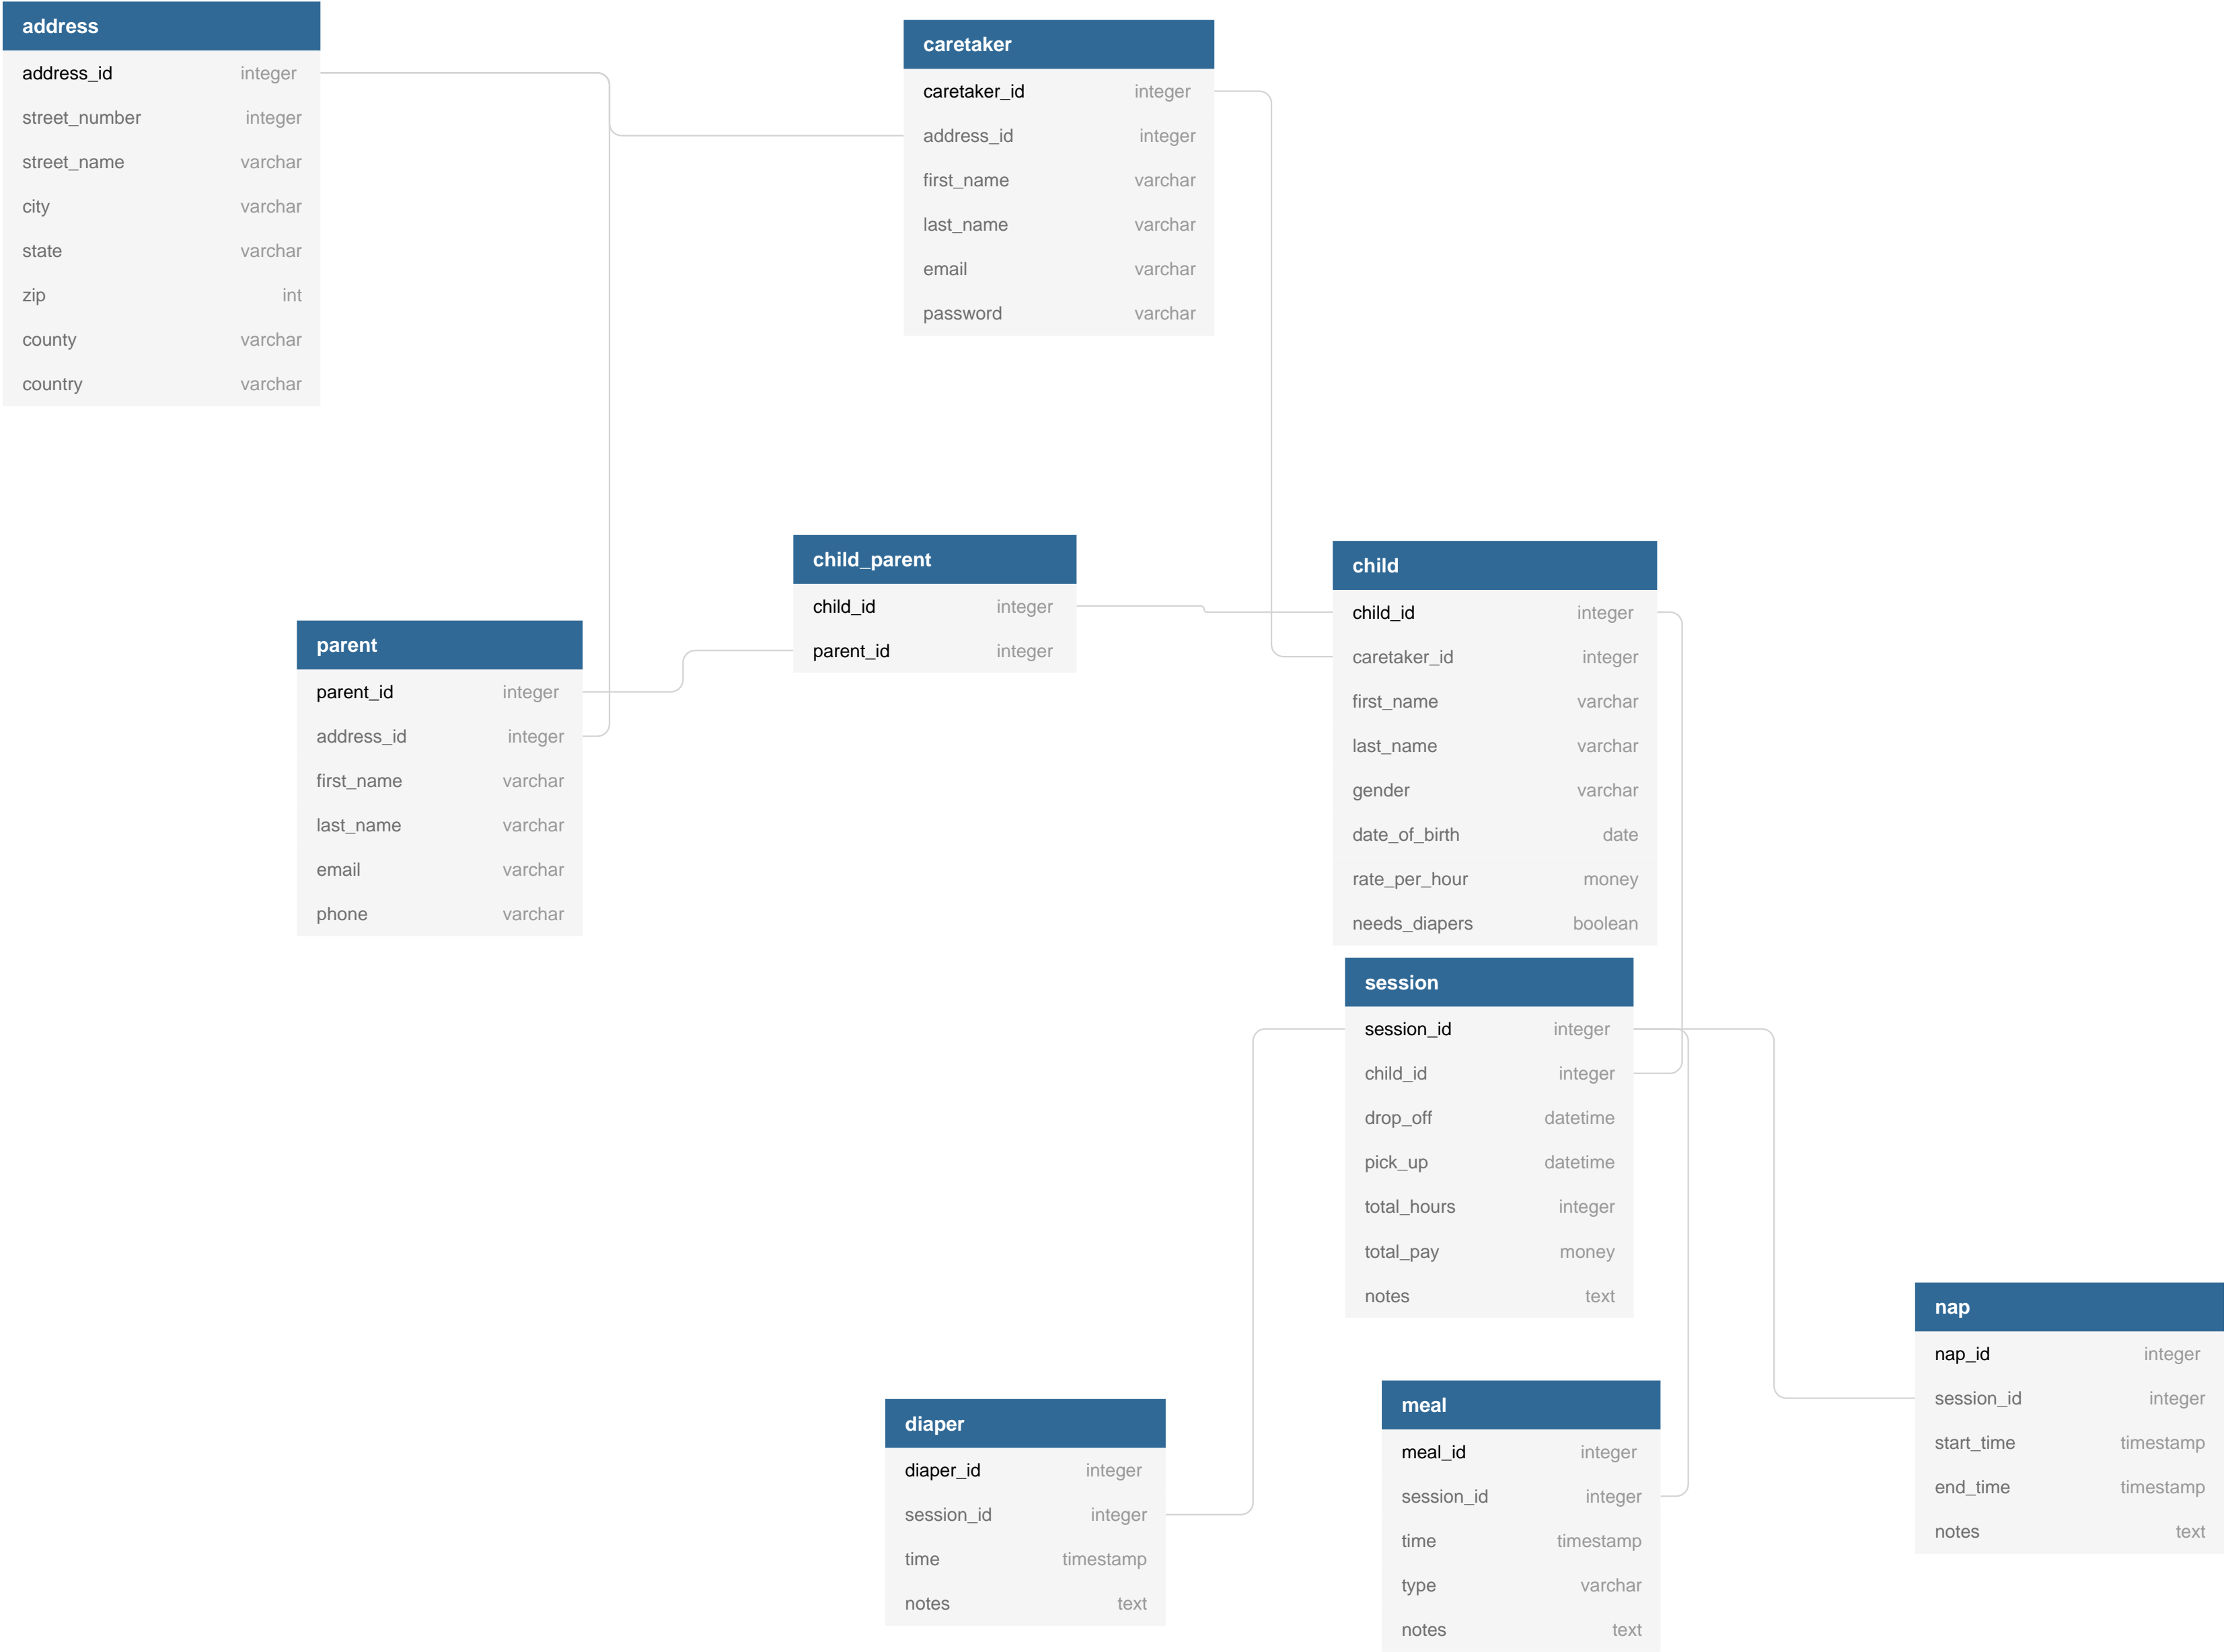 address
address_id integer
street_number integer
street_name varchar
city varchar
state varchar
zip int
county varchar
country varchar
caretaker
caretaker_id integer
address_id integer
first_name varchar
last_name varchar
email varchar
password varchar
child_parent
child_id integer
parent_id integer
child
child_id integer
caretaker_id integer
first_name varchar
last_name varchar
gender varchar
date_of_birth date
rate_per_hour money
needs_diapers boolean
parent
parent_id integer
address_id integer
first_name varchar
last_name varchar
email varchar
phone varchar
session
session_id integer
child_id integer
drop_off datetime
pick_up datetime
total_hours integer
total_pay money
notes text
nap
nap_id integer
session_id integer
start_time timestamp
end_time timestamp
notes text
diaper
diaper_id integer
session_id integer
time timestamp
notes text
meal
meal_id integer
session_id integer
time timestamp
type varchar
notes text